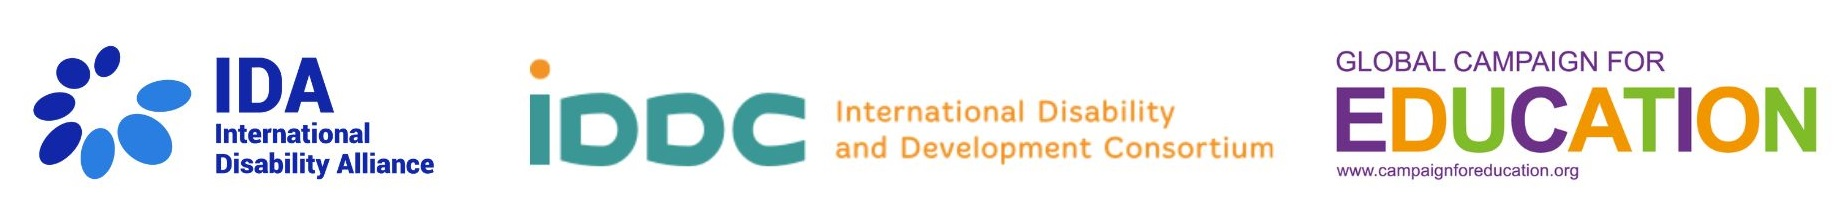 IDA
International
Disability Alliance
iDDC
International Disability
and Development Consortium
GLOBAL CAMPAIGN FOR
EDUCATION
www.campaignforeducation.org